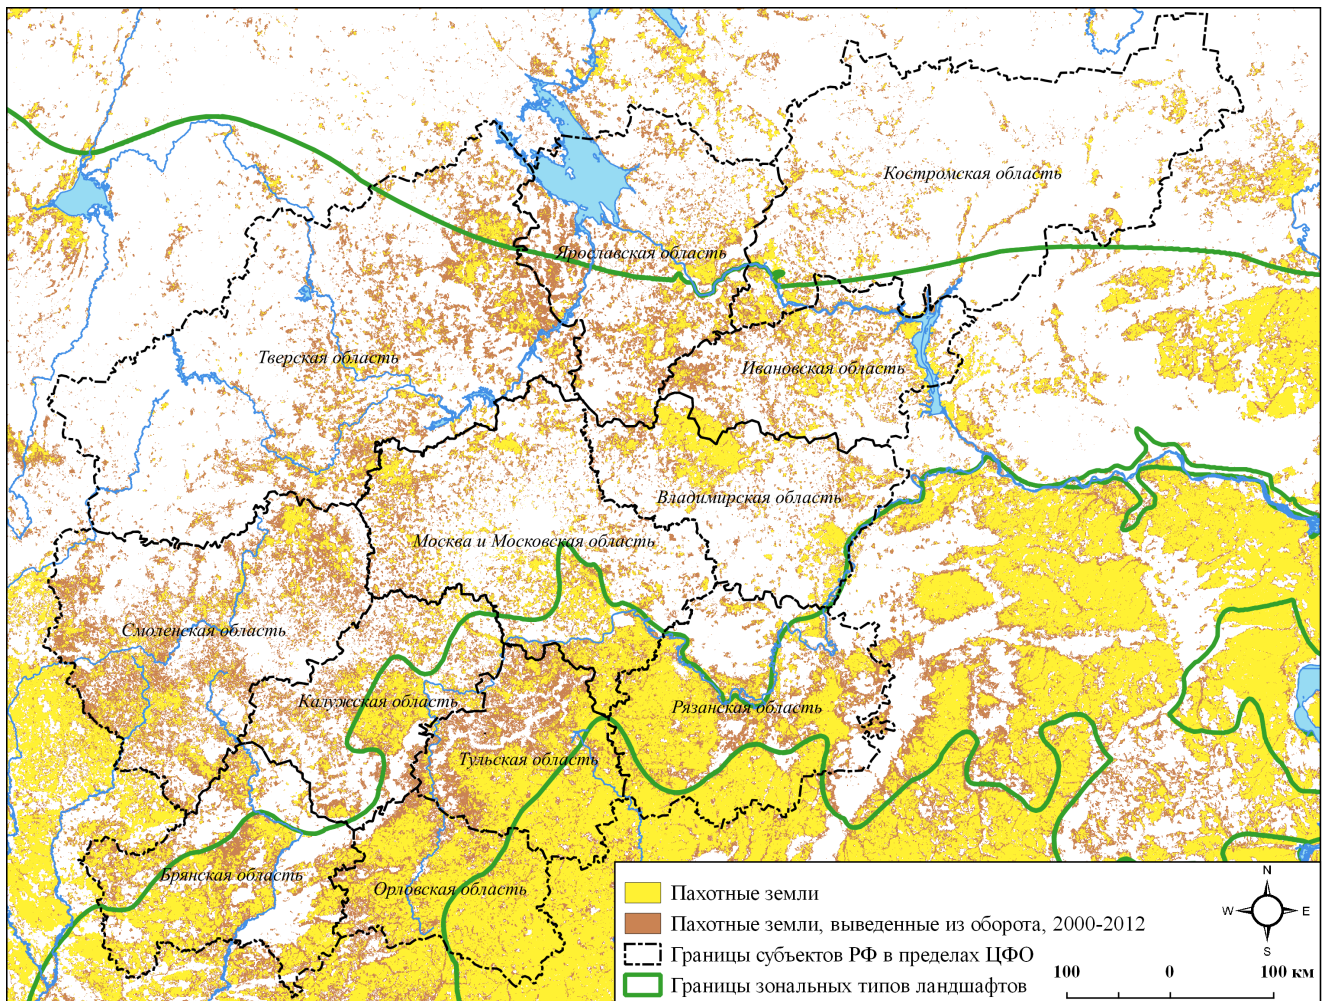 Костромская область
Ярославская область
Тверская область
Ивановская область
Владимирская область
Москва и Московская область
Смоленская область
Калужская область
Рязанская область
Тульская область
Брянская область
Орловская область
Пахотные земли
Пахотные земли, выведенные из оборота, 2000-2012
Границы субъектов РФ в пределах ЦФО
Границы зональных типов ландшафтов
N
W E
S
100 0 100 км